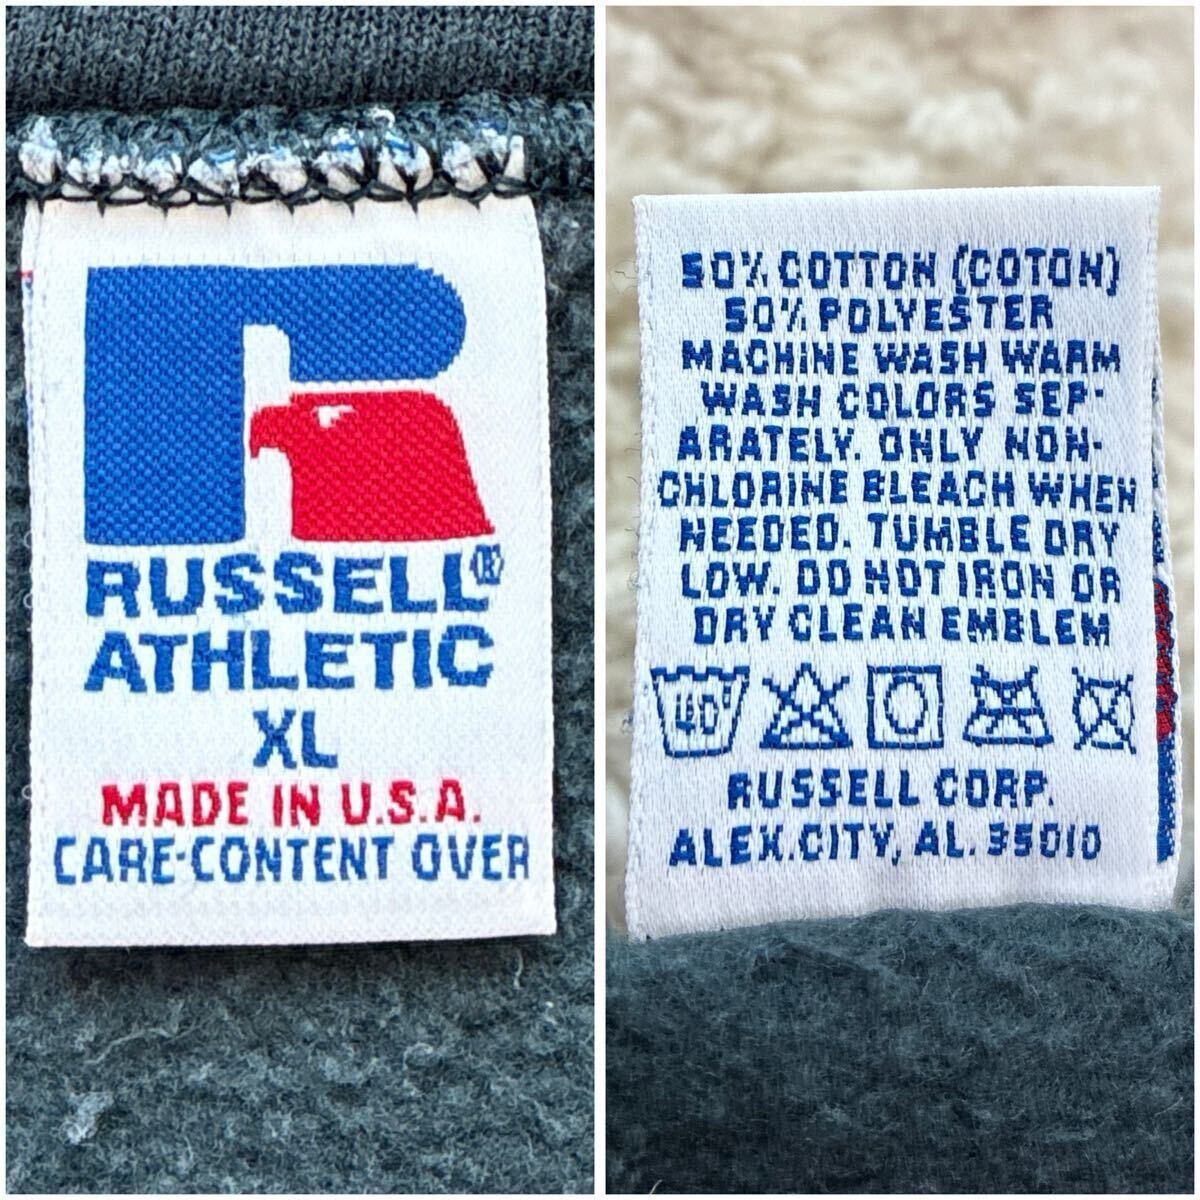 RUSSELL®
ATHLETIC
XL
MADE IN U.S.A.
CARE-CONTENT OVER
50% COTTON (COTON)
50% POLYESTER
MACHINE WASH WARM
WASH COLORS SEP-
ARATELY. ONLY NON-
CHLORINE BLEACH WHEN
NEEDED. TUMBLE DRY
LOW. DO NOT IRON OR
DRY CLEAN EMBLEM
40°
RUSSELL CORP.
ALEX.CITY, AL. 35010